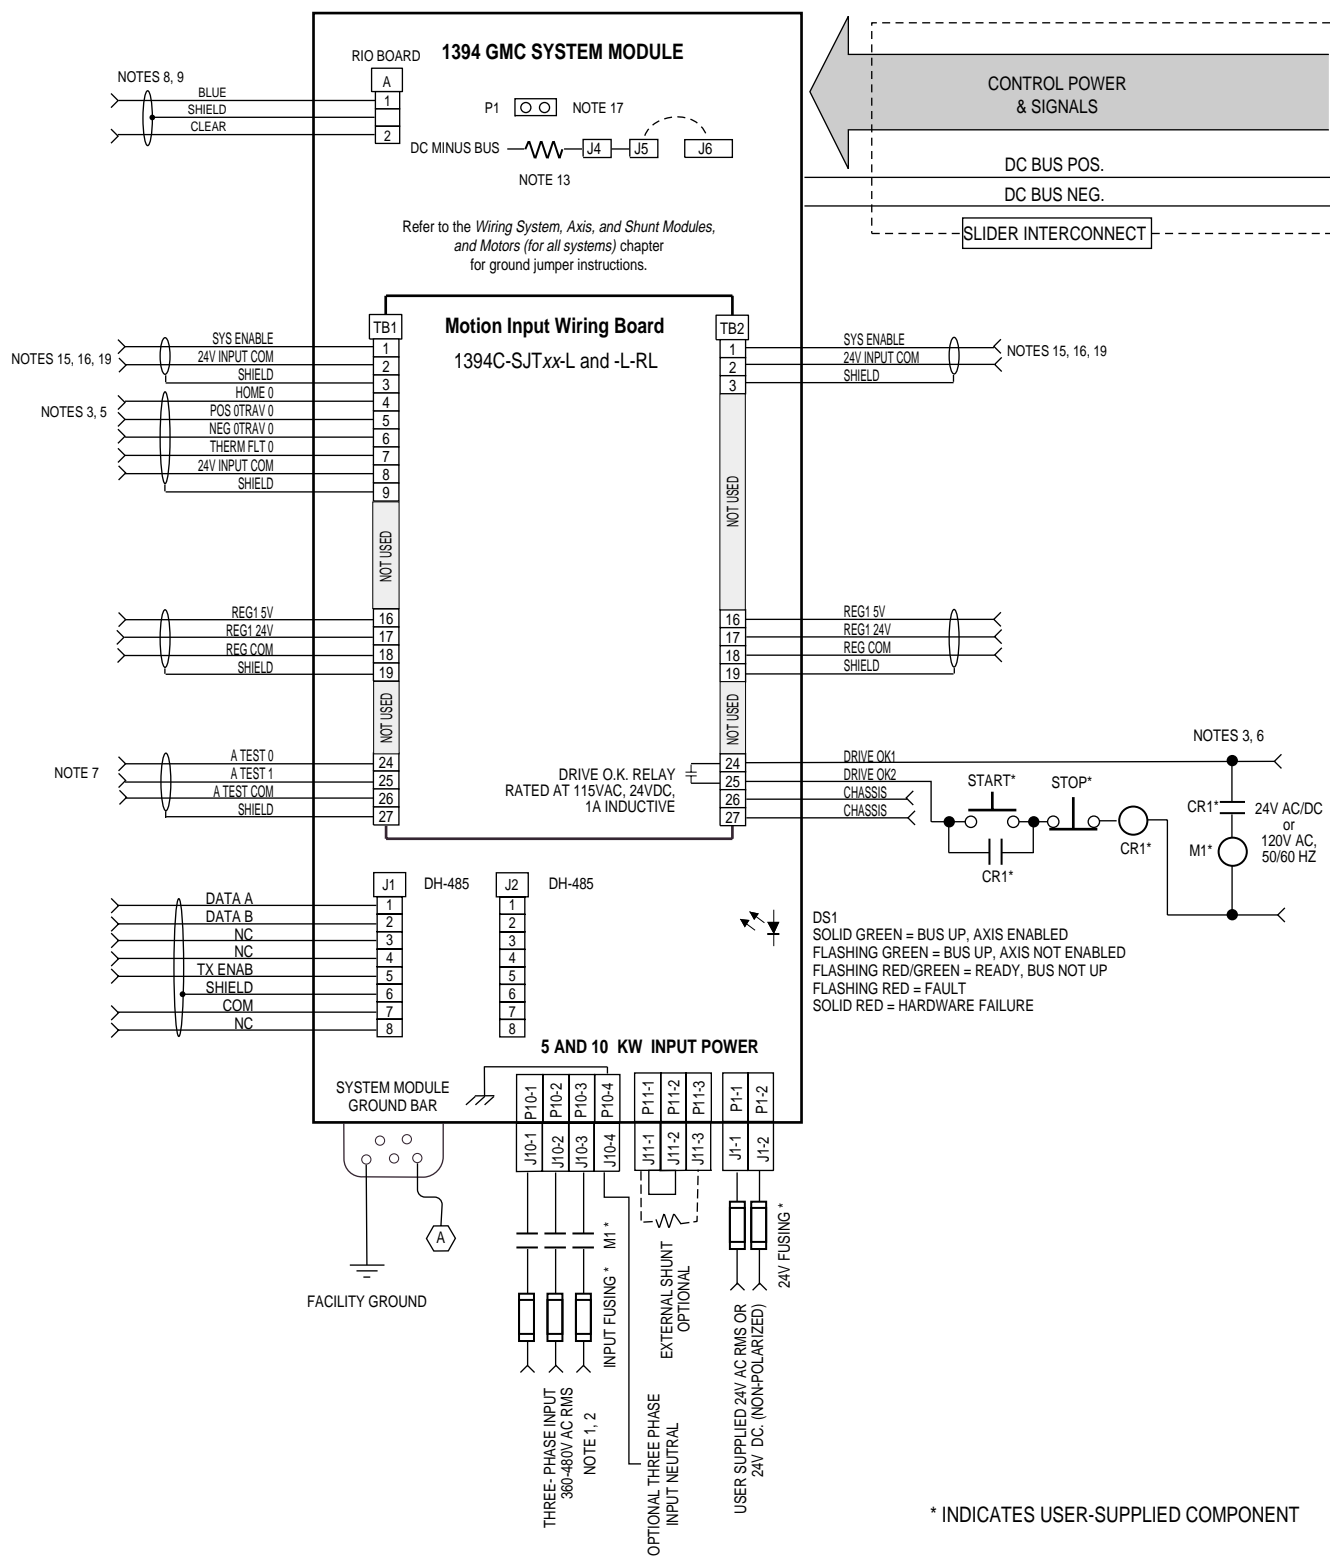 1394 GMC SYSTEM MODULE
RIO BOARD
A
1
2
NOTES 8, 9
BLUE
SHIELD
CLEAR
P1
NOTE 17
DC MINUS BUS
J4
J5
J6
NOTE 13
CONTROL POWER
& SIGNALS
DC BUS POS.
DC BUS NEG.
SLIDER INTERCONNECT
Refer to the Wiring System, Axis, and Shunt Modules,
and Motors (for all systems) chapter
for ground jumper instructions.
Motion Input Wiring Board
1394C-SJTxx-L and -L-RL
NOTES 15, 16, 19
NOTES 3, 5
TB1
SYS ENABLE 1
24V INPUT COM 2
SHIELD 3
HOME 0 4
POS 0TRAV 0 5
NEG 0TRAV 0 6
THERM FLT 0 7
24V INPUT COM 8
SHIELD 9
NOT USED
REG1 5V 16
REG1 24V 17
REG COM 18
SHIELD 19
NOT USED
NOTE 7
A TEST 0 24
A TEST 1 25
A TEST COM 26
SHIELD 27
TB2
1 SYS ENABLE
2 24V INPUT COM
3 SHIELD
NOTES 15, 16, 19
NOT USED
16 REG1 5V
17 REG1 24V
18 REG COM
19 SHIELD
NOT USED
24 DRIVE OK1
25 DRIVE OK2
26 CHASSIS
27 CHASSIS
DRIVE O.K. RELAY
RATED AT 115VAC, 24VDC,
1A INDUCTIVE
NOTES 3, 6
START*
STOP*
CR1*
CR1*
CR1*
M1*
24V AC/DC
or
120V AC,
50/60 HZ
J1
DH-485
DATA A 1
DATA B 2
NC 3
NC 4
TX ENAB 5
SHIELD 6
COM 7
NC 8
J2
DH-485
1
2
3
4
5
6
7
8
DS1
SOLID GREEN = BUS UP, AXIS ENABLED
FLASHING GREEN = BUS UP, AXIS NOT ENABLED
FLASHING RED/GREEN = READY, BUS NOT UP
FLASHING RED = FAULT
SOLID RED = HARDWARE FAILURE
5 AND 10 KW INPUT POWER
SYSTEM MODULE
GROUND BAR
P10-1
P10-2
P10-3
P10-4
P11-1
P11-2
P11-3
P1-1
P1-2
J10-1
J10-2
J10-3
J10-4
J11-1
J11-2
J11-3
J1-1
J1-2
A
FACILITY GROUND
M1 *
INPUT FUSING *
THREE- PHASE INPUT
360-480V AC RMS
NOTE 1, 2
OPTIONAL THREE PHASE
INPUT NEUTRAL
EXTERNAL SHUNT
OPTIONAL
24V FUSING *
USER SUPPLIED 24V AC RMS OR
24V DC. (NON-POLARIZED)
* INDICATES USER-SUPPLIED COMPONENT